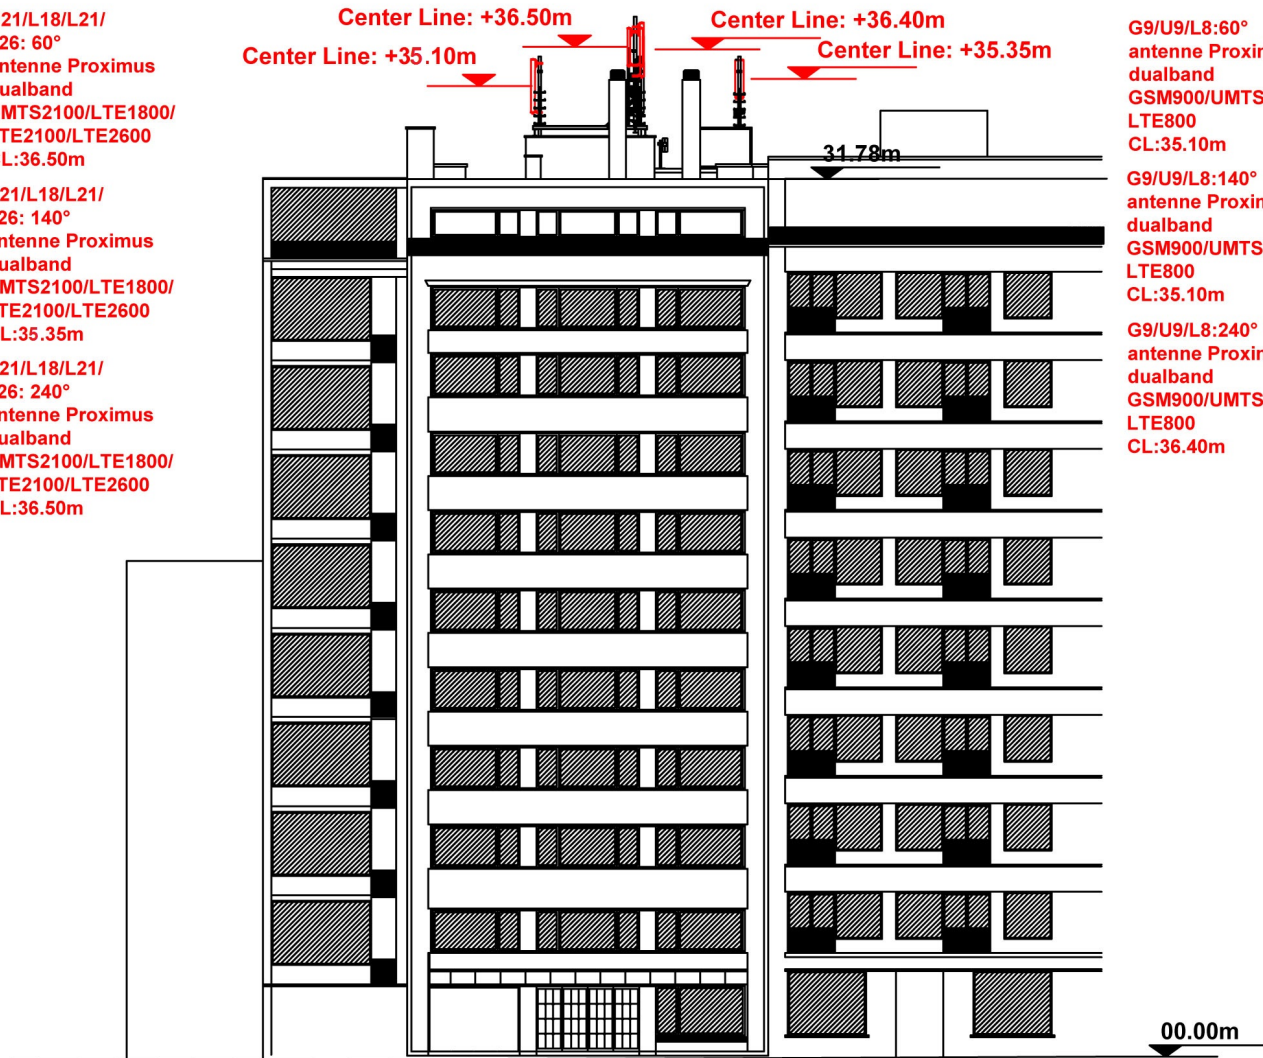 21/L18/L21/
26: 60°
ntenne Proximus
ualband
MTS2100/LTE1800/
TE2100/LTE2600
L:36.50m
21/L18/L21/
26: 140°
ntenne Proximus
ualband
MTS2100/LTE1800/
TE2100/LTE2600
L:35.35m
21/L18/L21/
26: 240°
ntenne Proximus
ualband
MTS2100/LTE1800/
TE2100/LTE2600
L:36.50m
Center Line: +36.50m
Center Line: +35.10m
Center Line: +36.40m
Center Line: +35.35m
31.78m
G9/U9/L8:60°
antenne Proxin
dualband
GSM900/UMTS
LTE800
CL:35.10m
G9/U9/L8:140°
antenne Proxin
dualband
GSM900/UMTS
LTE800
CL:35.10m
G9/U9/L8:240°
antenne Proxin
dualband
GSM900/UMTS
LTE800
CL:36.40m
00.00m